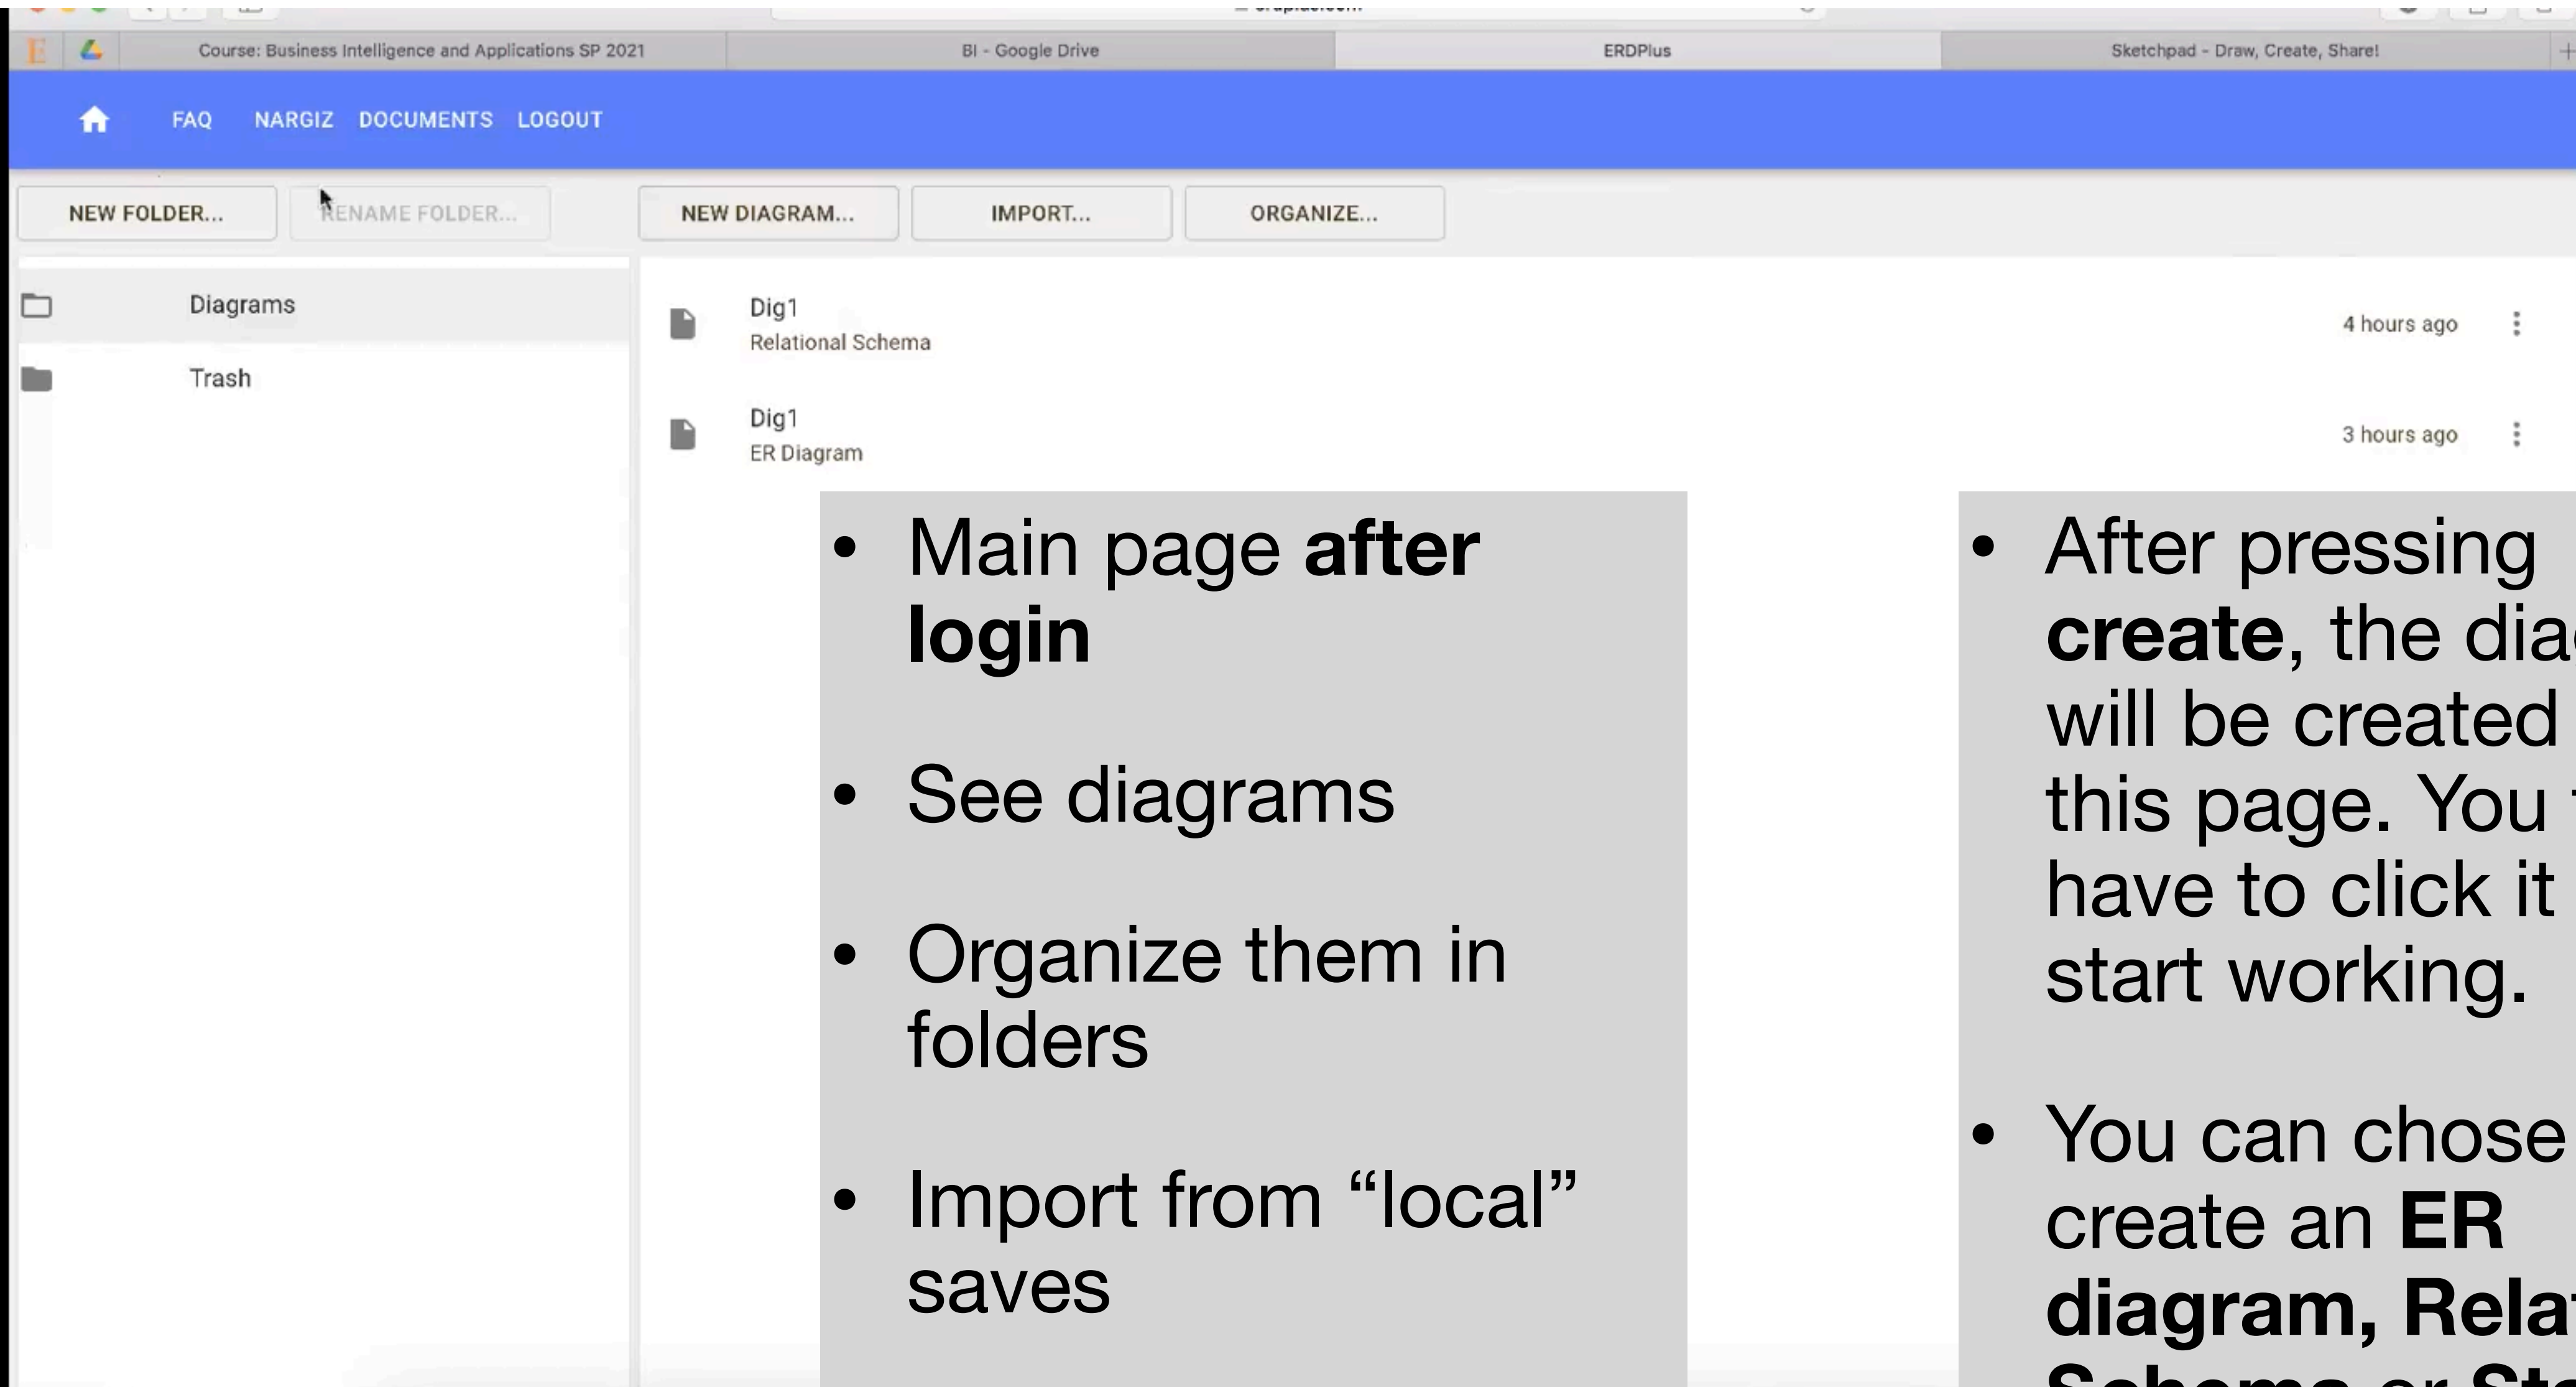 Course: Business Intelligence and Applications SP 2021
BI - Google Drive
ERDPlus
Sketchpad - Draw, Create, Share!
FAQ NARGIZ DOCUMENTS LOGOUT
NEW FOLDER...
RENAME FOLDER...
NEW DIAGRAM...
IMPORT...
ORGANIZE...
Diagrams
Trash
Dig1
Relational Schema
4 hours ago
Dig1
ER Diagram
3 hours ago
• Main page after
login
• See diagrams
• Organize them in
folders
• Import from “local”
saves
• After pressing
create, the
will be created
this page. You
have to click it
start working.
• You can chose
create an ER
diagram,
Schema or